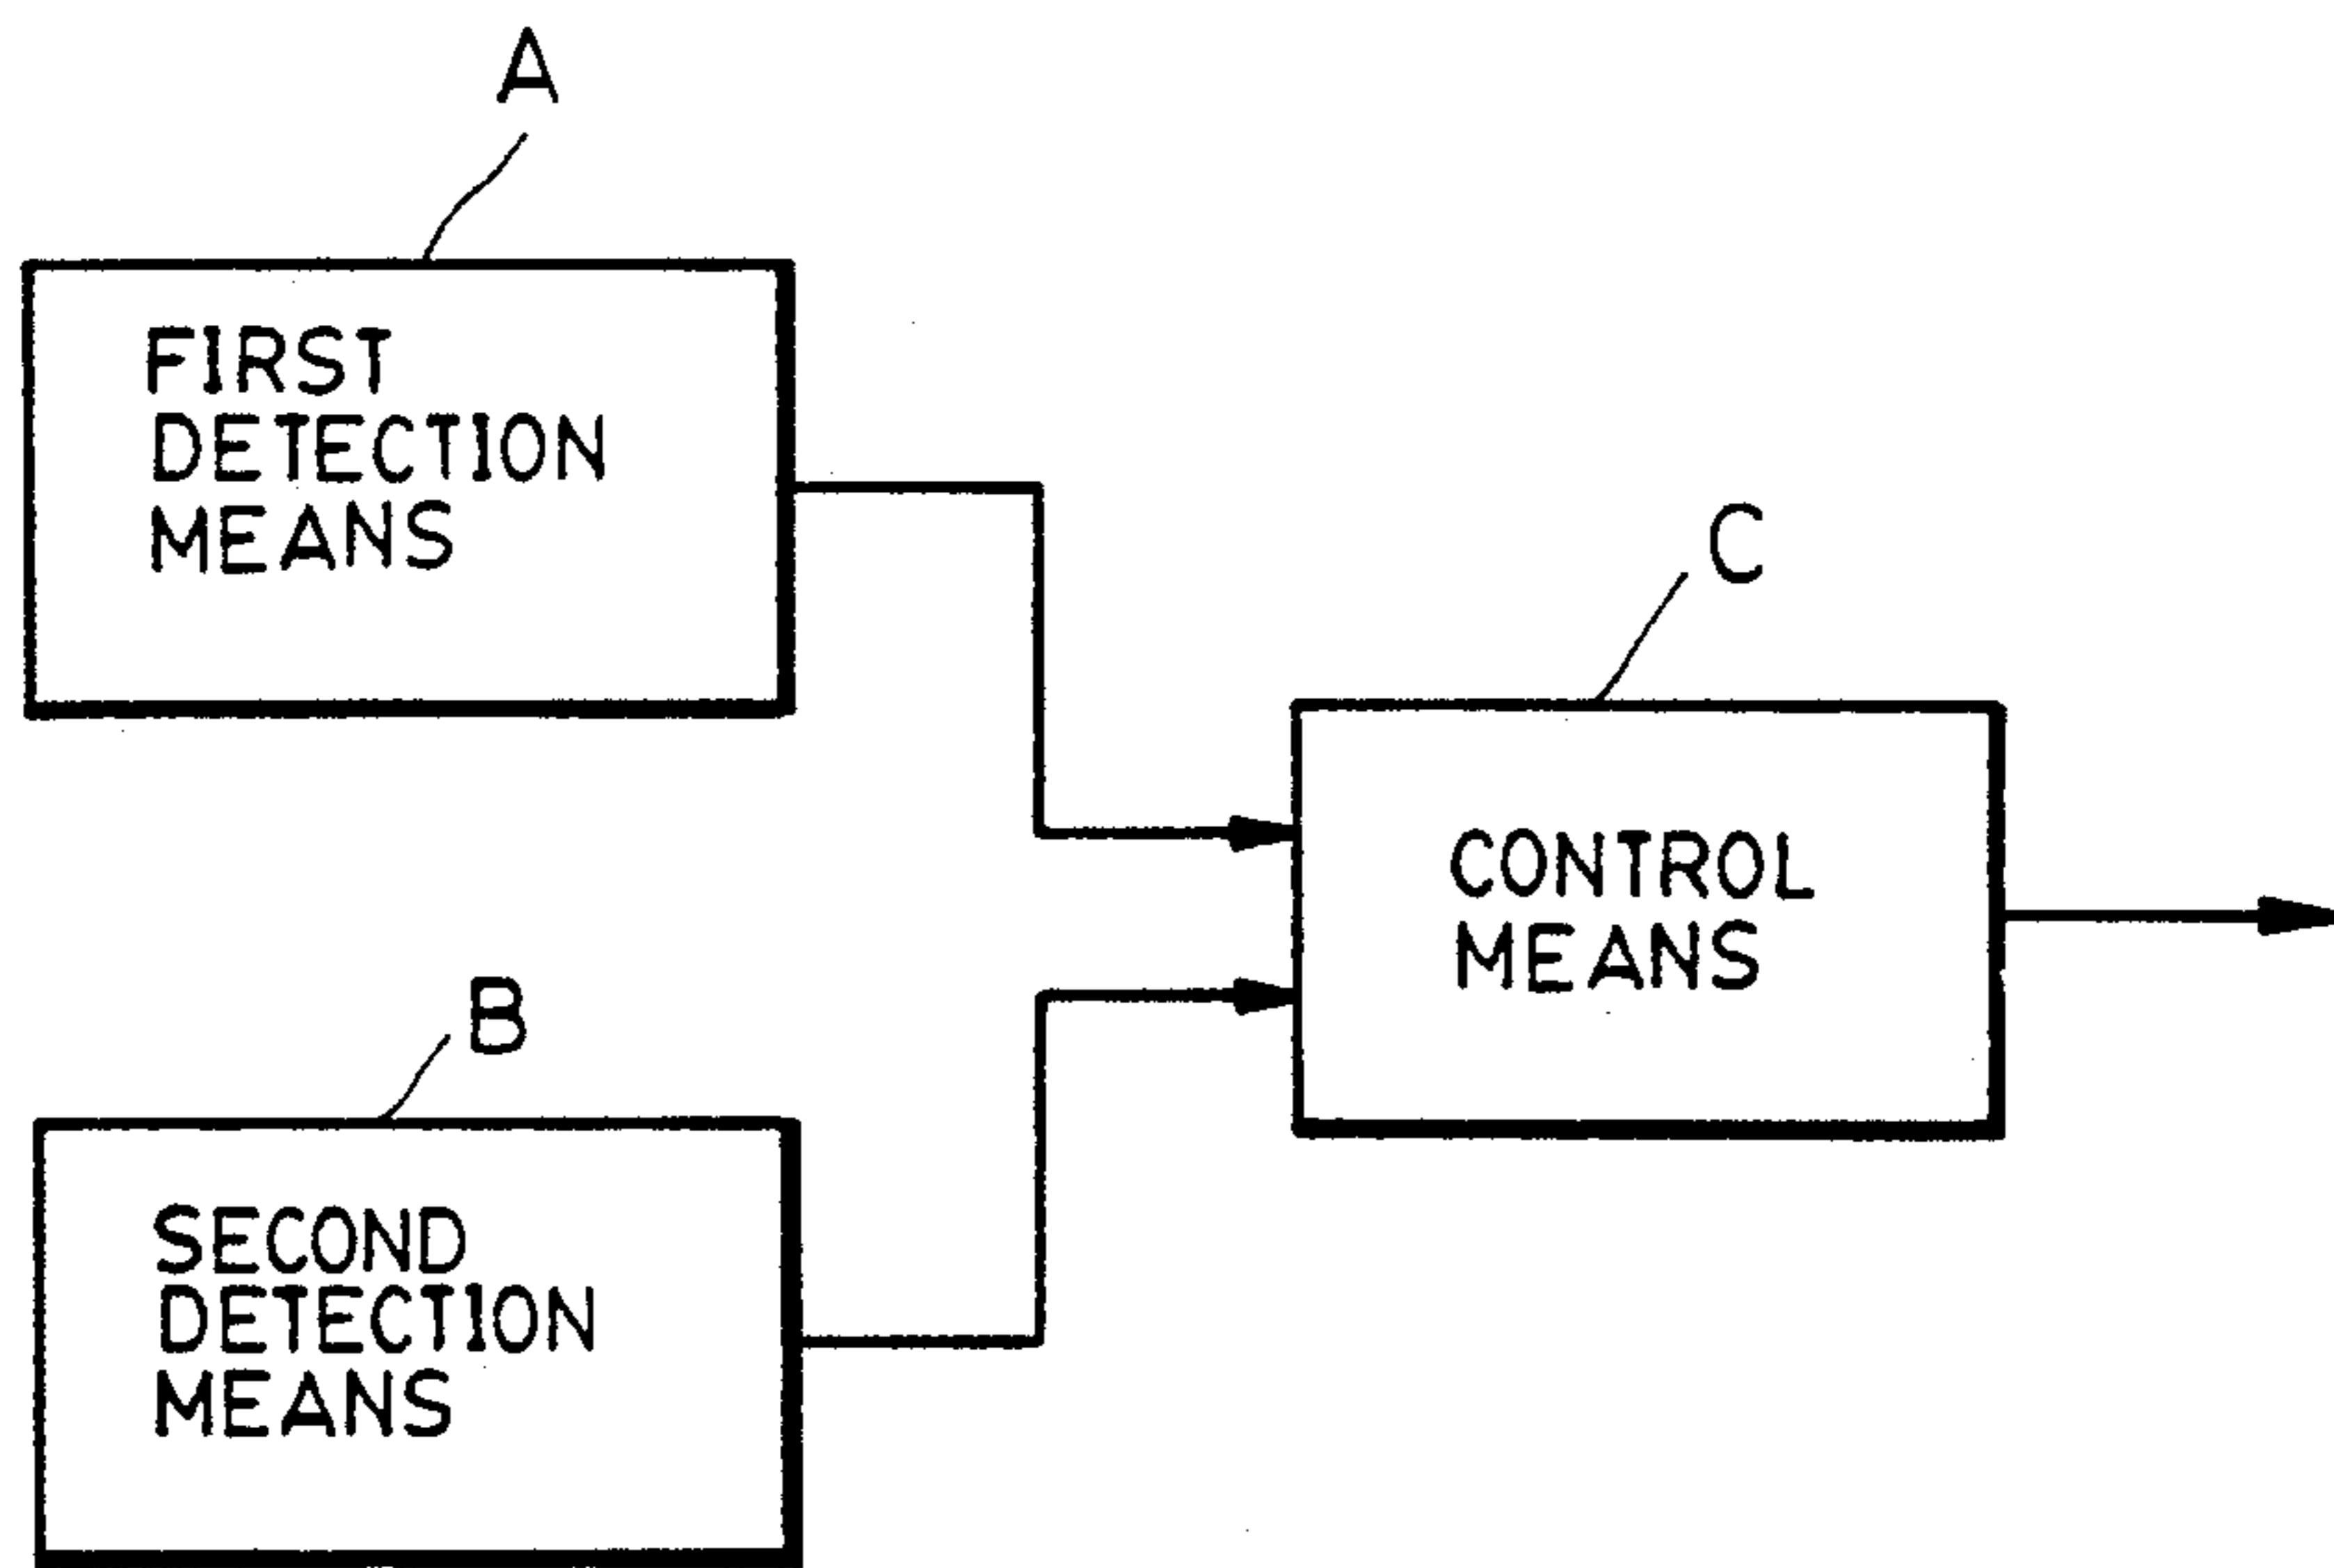 A
FIRST
DETECTION
MEANS
C
CONTROL
MEANS
B
SECOND
DETECTION
MEANS